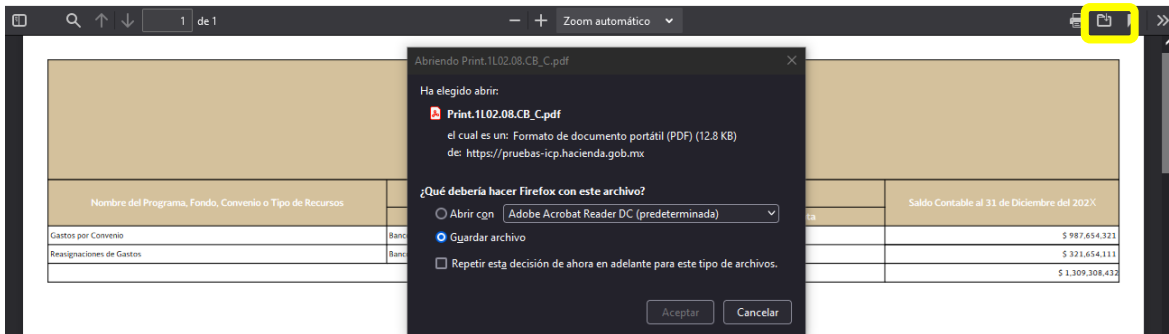 1 de 1
Zoom automático
Abriendo Print.1L02.08.CB_C.pdf
Ha elegido abrir:
Print.1L02.08.CB_C.pdf
el cual es un: Formato de documento portátil (PDF) (12.8 KB)
de: https://pruebas-icp.hacienda.gob.mx
¿Qué debería hacer Firefox con este archivo?
Abrir con Adobe Acrobat Reader DC (predeterminada)
Guardar archivo
Repetir esta decisión de ahora en adelante para este tipo de archivos.
Aceptar Cancelar
Nombre del Programa, Fondo, Convenio o Tipo de Recursos
Saldo Contable al 31 de Diciembre del 202X
Gastos por Convenio
$ 987,654,321
Reasignaciones de Gastos
$ 321,654,111
$ 1,309,308,432